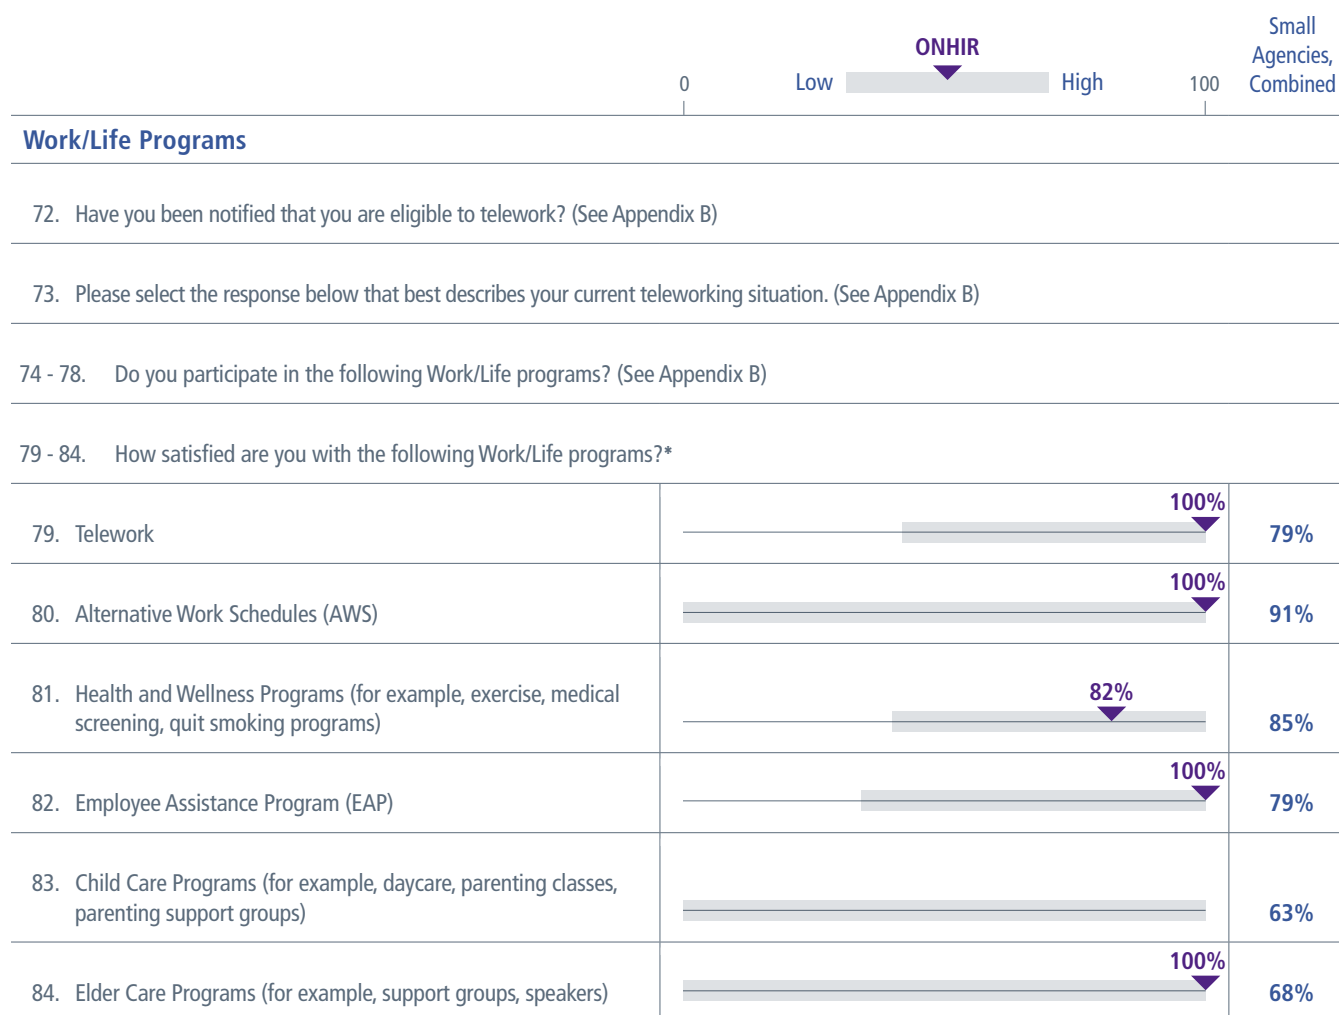 Small
Agencies,
Combined
ONHIR
0 Low High 100
Work/Life Programs
72. Have you been notified that you are eligible to telework? (See Appendix B)
73. Please select the response below that best describes your current teleworking situation. (See Appendix B)
74 - 78. Do you participate in the following Work/Life programs? (See Appendix B)
79 - 84. How satisfied are you with the following Work/Life programs?*
100%
79. Telework 79%
100%
80. Alternative Work Schedules (AWS) 91%
82%
81. Health and Wellness Programs (for example, exercise, medical
screening, quit smoking programs) 85%
100%
82. Employee Assistance Program (EAP) 79%
83. Child Care Programs (for example, daycare, parenting classes,
parenting support groups) 63%
100%
84. Elder Care Programs (for example, support groups, speakers) 68%